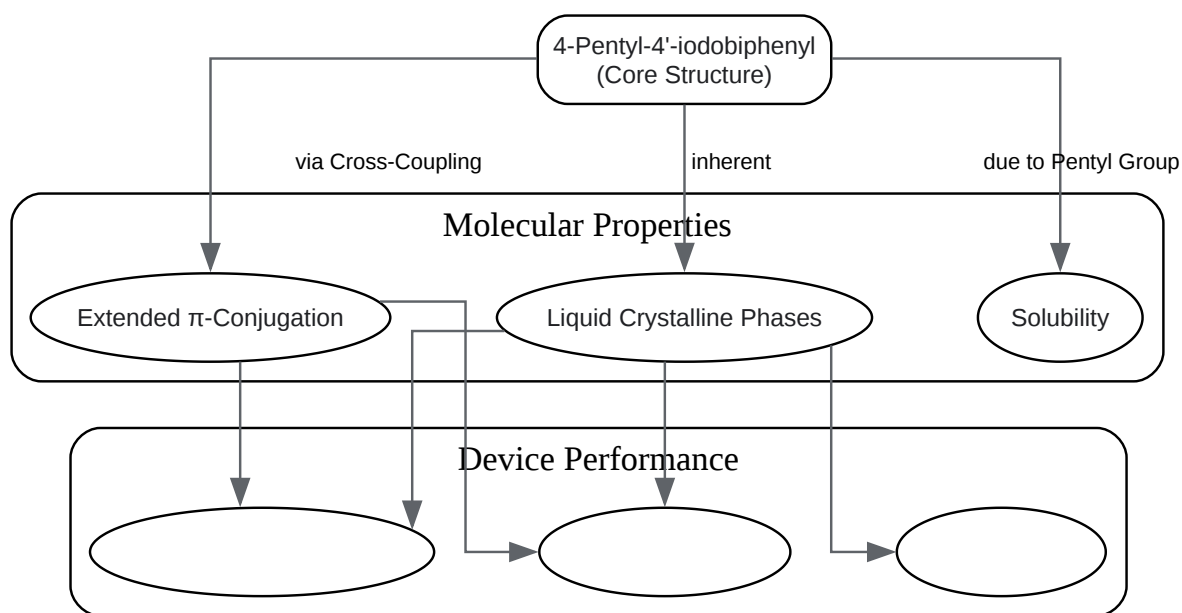 4-Pentyl-4'-iodobiphenyl
(Core Structure)
via Cross-Coupling
inherent
due to Pentyl Group
Molecular Properties
Extended π-Conjugation
Liquid Crystalline Phases
Solubility
Device Performance